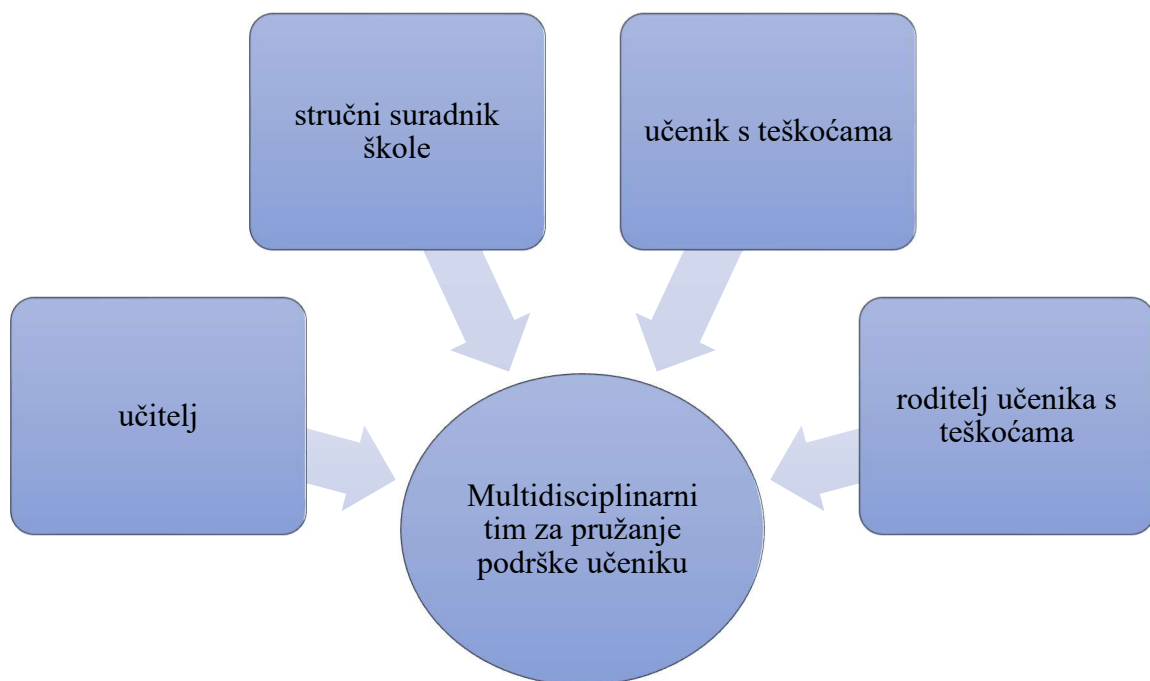 stručni suradnik
škole
učenik s teškoćama
učitelj
roditelj učenika s
teškoćama
Multidisciplinarni
tim za pružanje
podrške učeniku